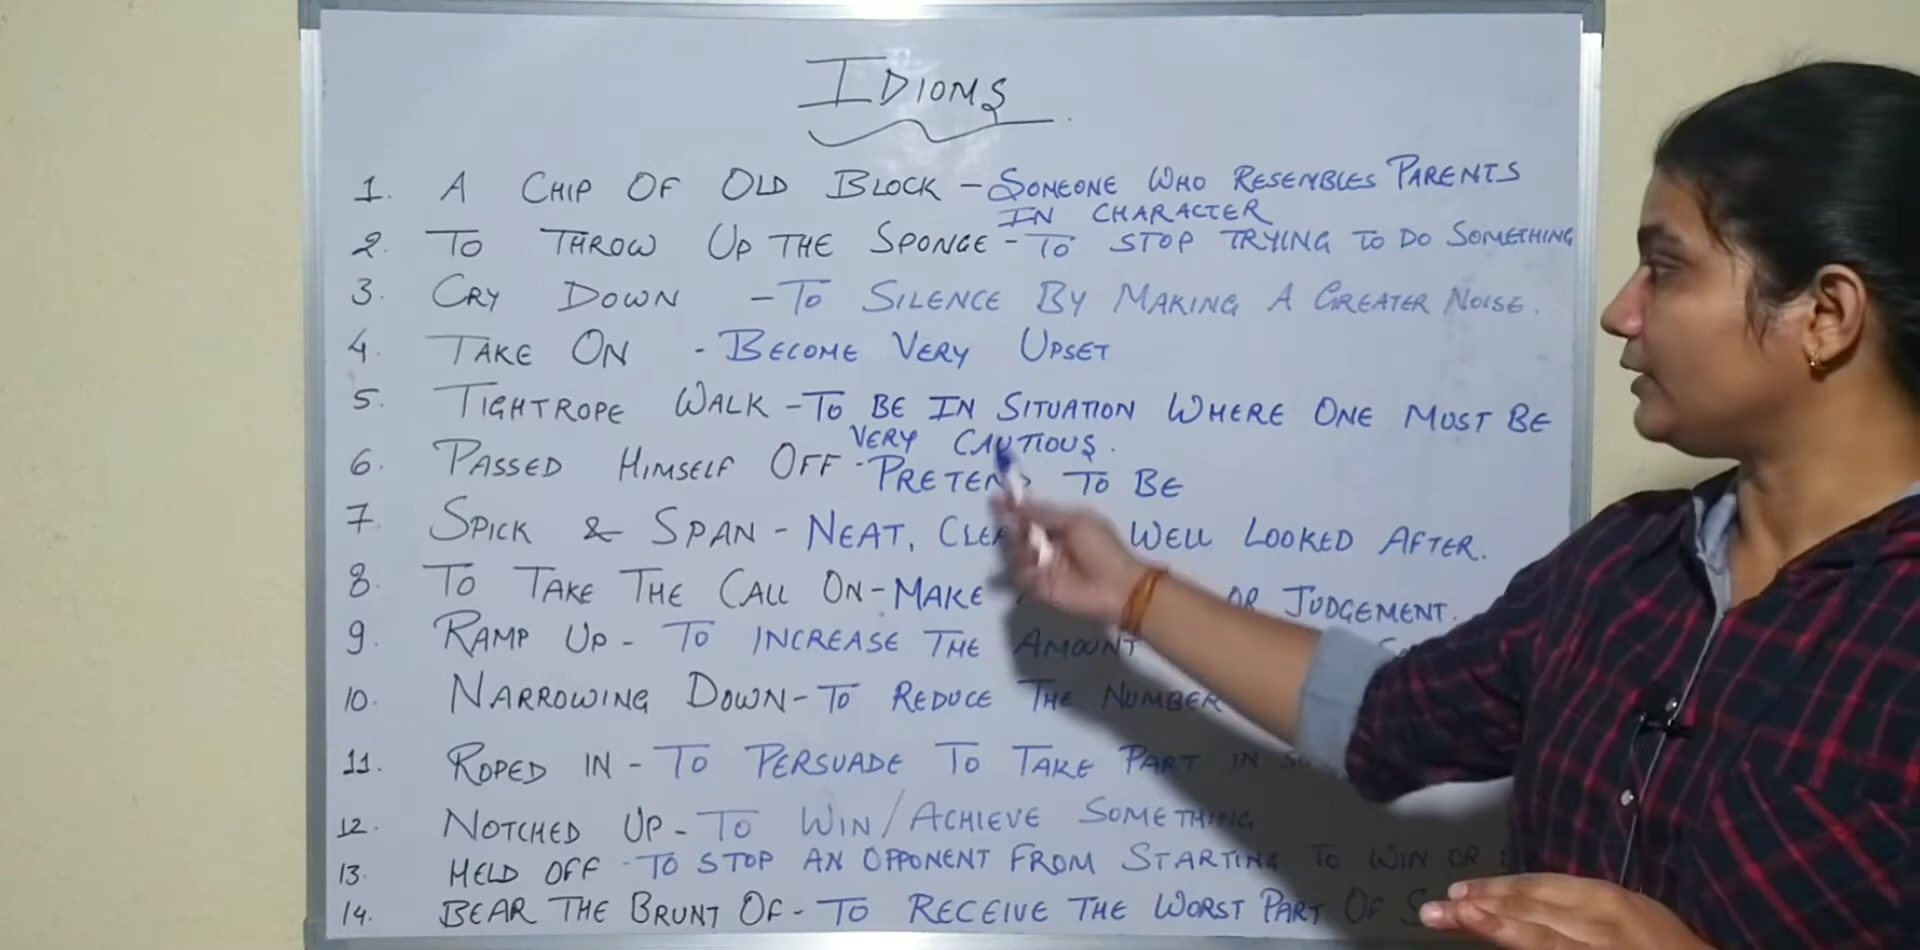 IDIOMS
1. A CHIP OF OLD BLOCK - SOMEONE WHO RESEMBLES PARENTS
IN CHARACTER
2. TO THROW UP THE SPONGE - TO STOP TRYING TO DO SOMETHING
3. CRY DOWN - TO SILENCE BY MAKING A GREATER NOISE.
4. TAKE ON - BECOME VERY UPSET
5. TIGHTROPE WALK - TO BE IN SITUATION WHERE ONE MUST BE
VERY CAUTIOUS.
6. PASSED HIMSELF OFF - PRETEND TO BE
7. SPICK & SPAN - NEAT, WELL LOOKED AFTER.
8. TO TAKE THE CALL ON - MAKE OR JUDGEMENT.
9. RAMP UP - TO INCREASE THE AMOUNT
10. NARROWING DOWN - TO REDUCE THE NUMBER
11. ROPED IN - TO PERSUADE TO TAKE PART IN
12. NOTCHED UP - TO WIN/ACHIEVE SOMETHING
13. HELD OFF - TO STOP AN OPPONENT FROM STARTING TO WIN OR
14. BEAR THE BRUNT OF - TO RECEIVE THE WORST PART OF